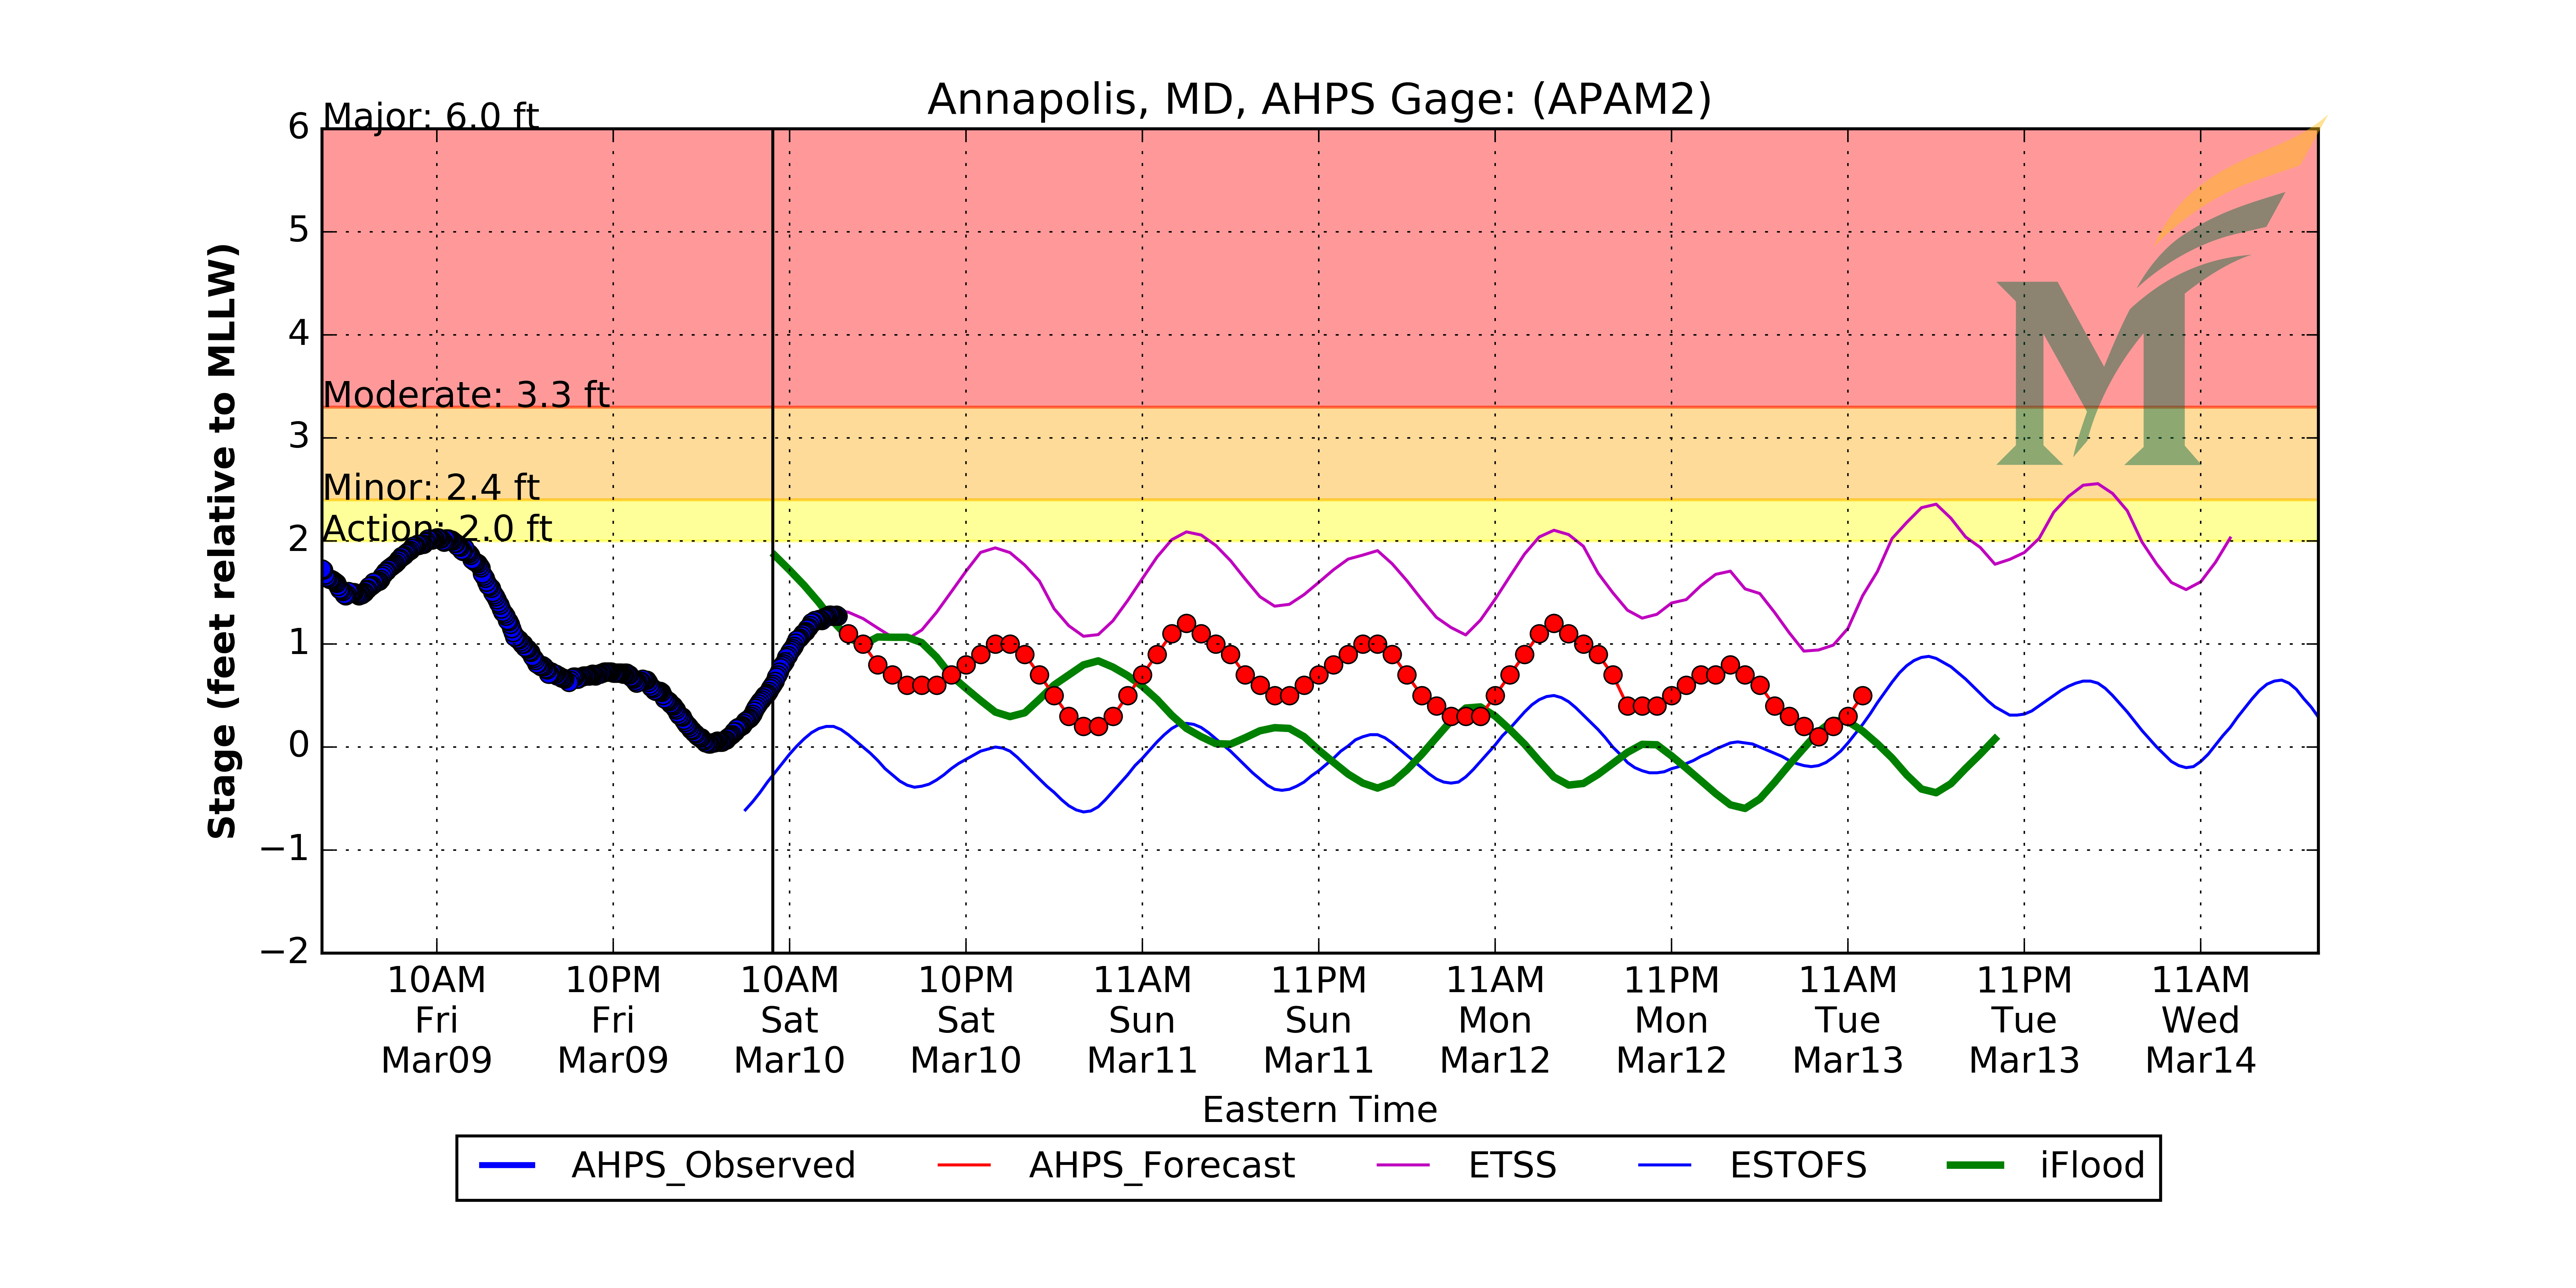 Annapolis, MD, AHPS Gage: (APAM2)
Major: 6.0 ft
Moderate: 3.3 ft
Minor: 2.4 ft
Action: 2.0 ft
Stage (feet relative to MLLW)
6
5
4
3
2
1
0
−1
−2
10AM 10PM 10AM 10PM 11AM 11PM 11AM 11PM 11AM 11PM 11AM
Fri Fri Sat Sat Sun Sun Mon Mon Tue Tue Wed
Mar09 Mar09 Mar10 Mar10 Mar11 Mar11 Mar12 Mar12 Mar13 Mar13 Mar14
Eastern Time
AHPS_Observed AHPS_Forecast ETSS ESTOFS iFlood
M